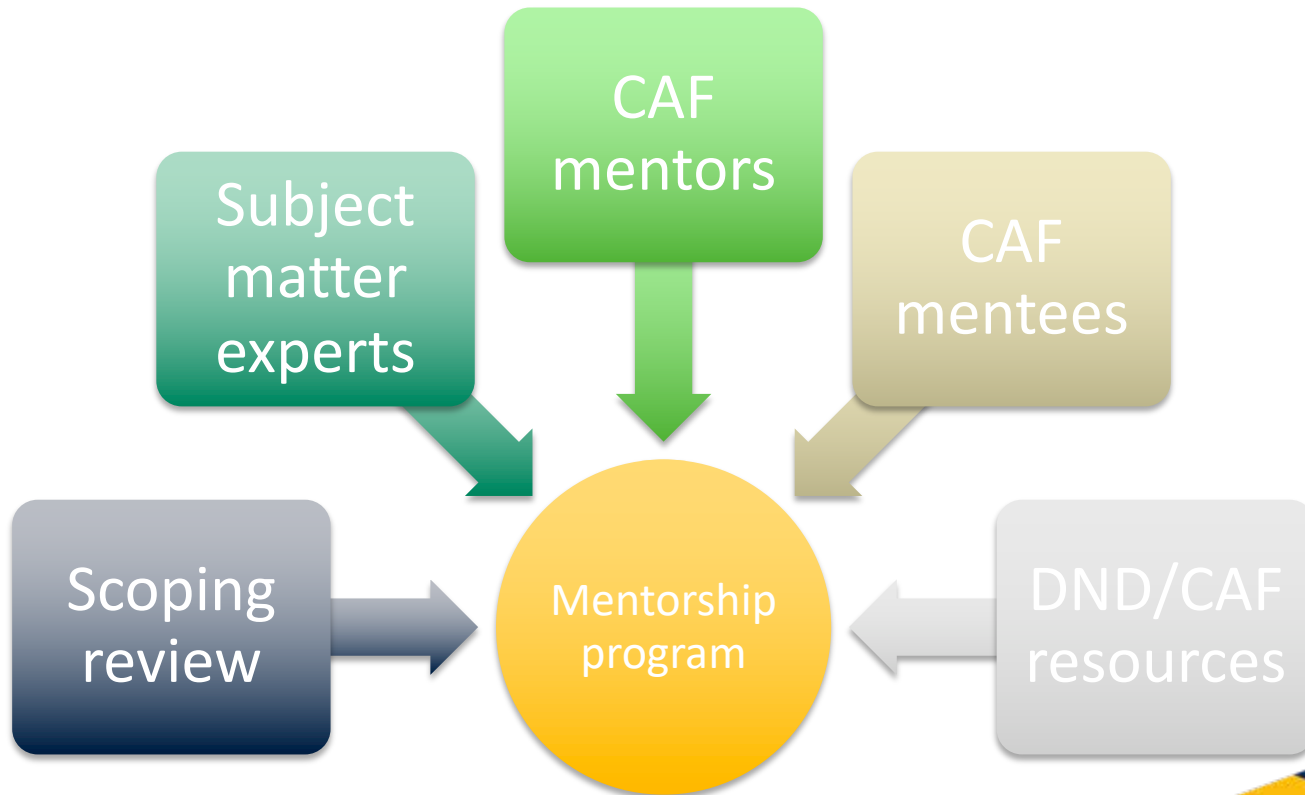 CAF
mentors
Subject
matter
experts
CAF
mentees
Scoping
review
Mentorship
program
DND/CAF
resources